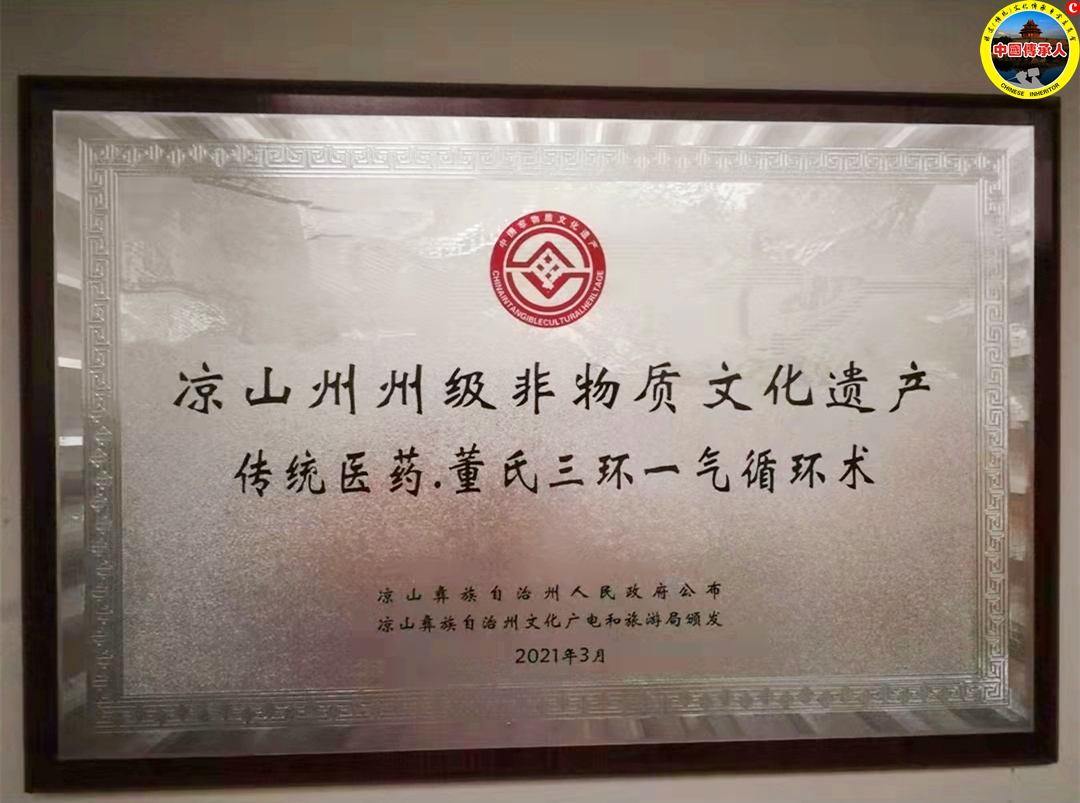 中國傳承人
CHINESE INHERITOR
C
中国非物质文化遗产
CHINAINTANGIBLECULTURALHERITAGE
凉山州州级非物质文化遗产
传统医药.董氏三环一气循环术
凉山彝族自治州人民政府公布
凉山彝族自治州文化广电和旅游局颁发
2021年3月